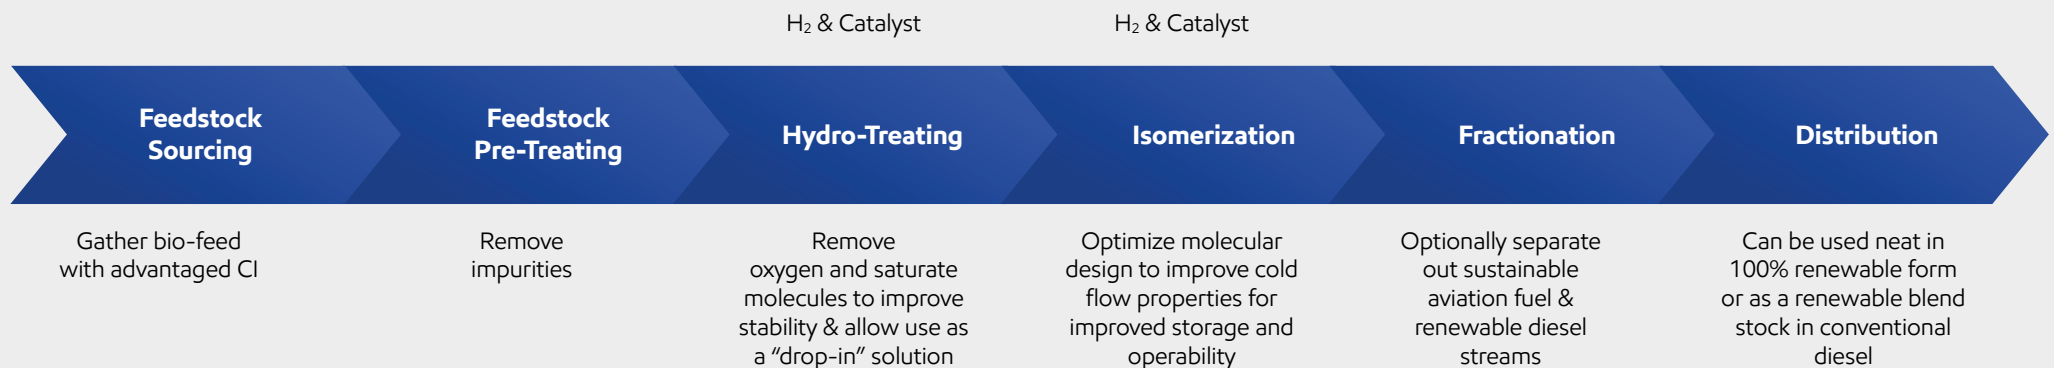 H₂ & Catalyst
H₂ & Catalyst
Feedstock
Sourcing
Feedstock
Pre-Treating
Hydro-Treating
Isomerization
Fractionation
Distribution
Gather bio-feed
with advantaged CI
Remove
impurities
Remove
oxygen and saturate
molecules to improve
stability & allow use as
a “drop-in” solution
Optimize molecular
design to improve cold
flow properties for
improved storage and
operability
Optionally separate
out sustainable
aviation fuel &
renewable diesel
streams
Can be used neat in
100% renewable form
or as a renewable blend
stock in conventional
diesel